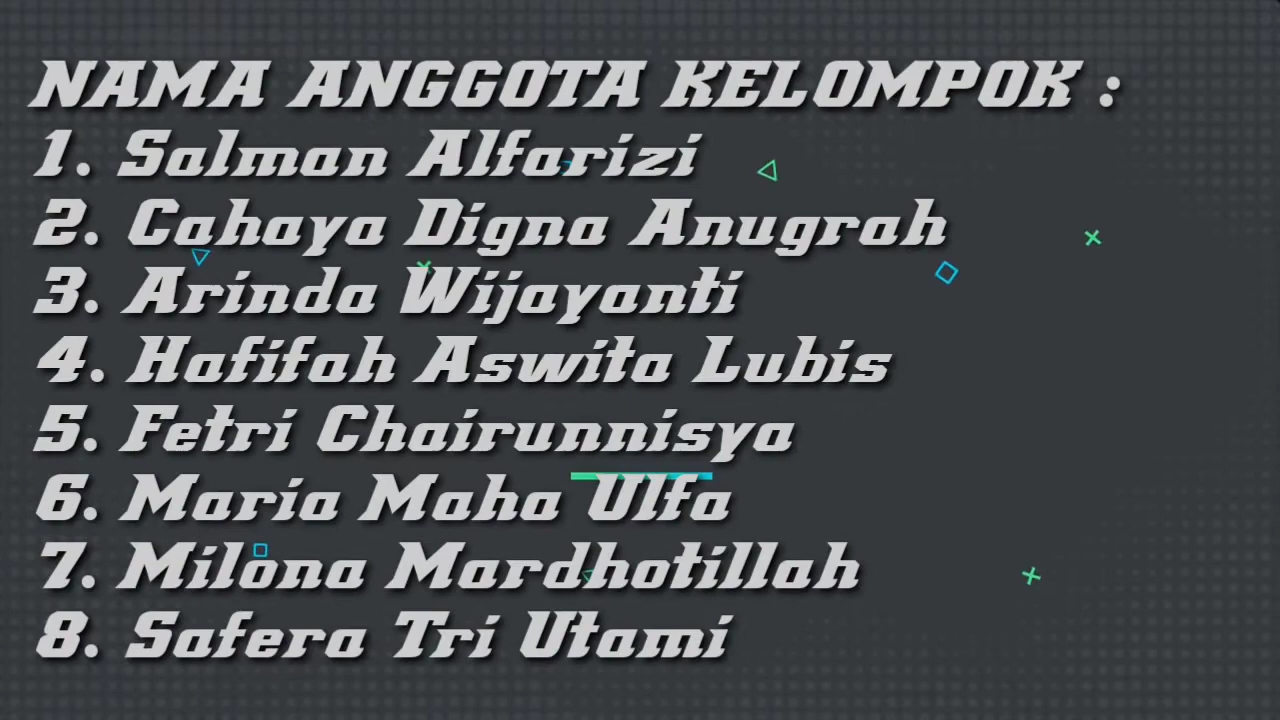 NAMA ANGGOTA KELOMPOK :
1. Salman Alfarizi
2. Cahaya Digna Anugrah
3. Arinda Wijayanti
4. Hafifah Aswita Lubis
5. Fetri Chairunnisya
6. Maria Maha Ulfa
7. Milona Mardhotillah
8. Safera Tri Utami